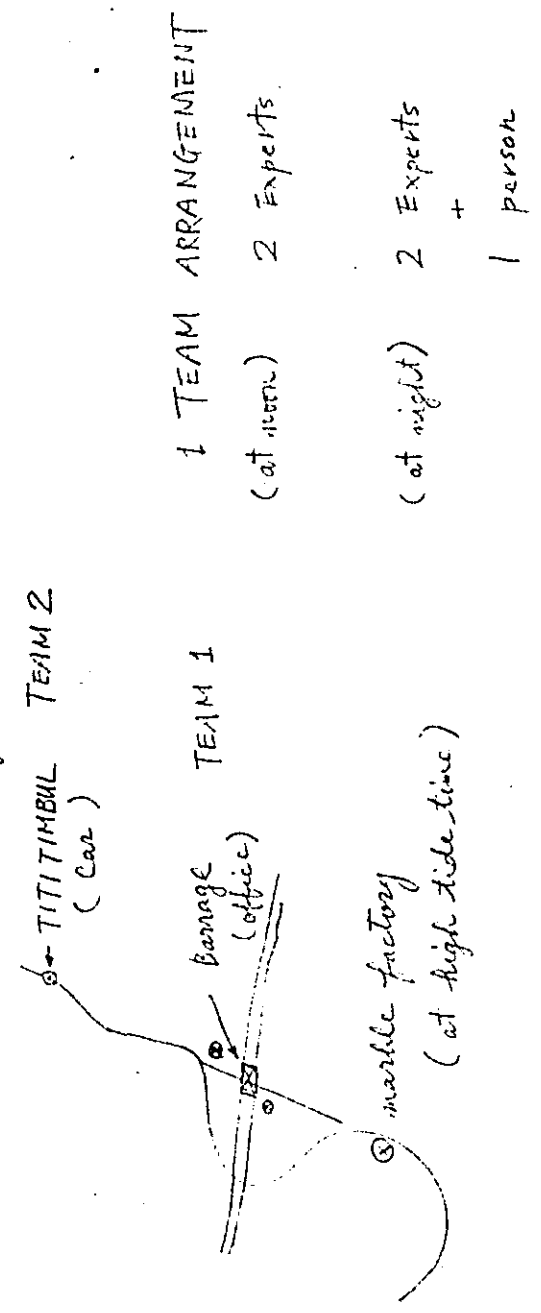 TITITIMBUL TEAM 2
(Car)
Barrage TEAM 1
(office)
marble factory
(at high tide time)
1 TEAM ARRANGEMENT
(at noon) 2 Experts
(at night) 2 Experts
+
1 person